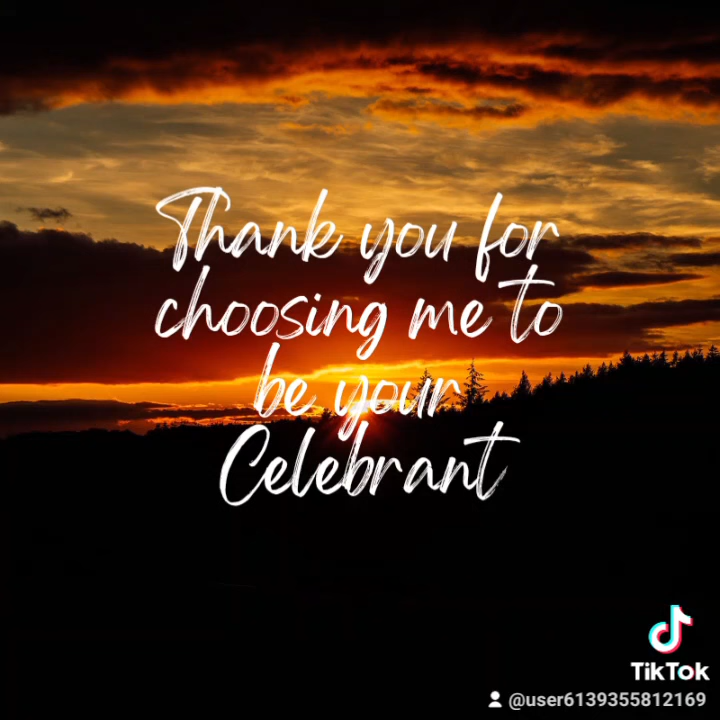 Thank you for
choosing me to
be your
Celebrant
TikTok
@user6139355812169